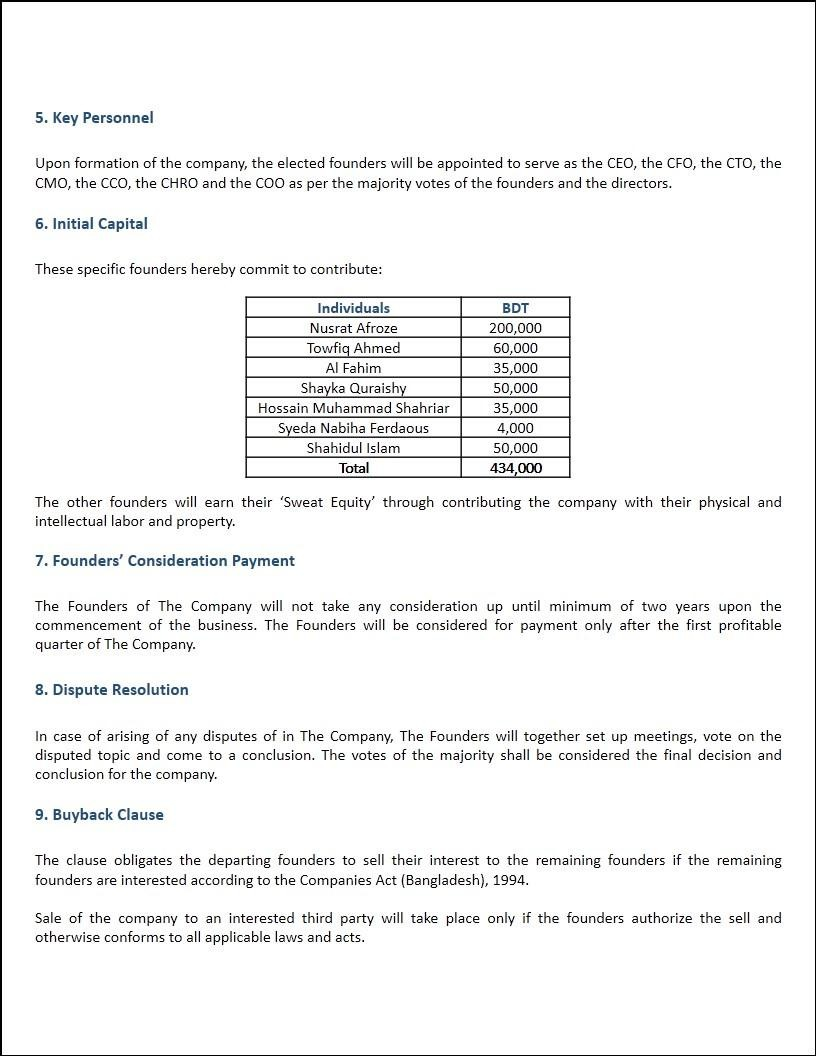 5. Key Personnel
Upon formation of the company, the elected founders will be appointed to serve as the CEO, the CFO, the CTO, the
CMO, the CCO, the CHRO and the COO as per the majority votes of the founders and the directors.
6. Initial Capital
These specific founders hereby commit to contribute:
Individuals BDT
Nusrat Afroze 200,000
Towfiq Ahmed 60,000
Al Fahim 35,000
Shayka Quraishy 50,000
Hossain Muhammad Shahriar 35,000
Syeda Nabiha Ferdaous 4,000
Shahidul Islam 50,000
Total 434,000
The other founders will earn their ‘Sweat Equity’ through contributing the company with their physical and
intellectual labor and property.
7. Founders’ Consideration Payment
The Founders of The Company will not take any consideration up until minimum of two years upon the
commencement of the business. The Founders will be considered for payment only after the first profitable
quarter of The Company.
8. Dispute Resolution
In case of arising of any disputes of in The Company, The Founders will together set up meetings, vote on the
disputed topic and come to a conclusion. The votes of the majority shall be considered the final decision and
conclusion for the company.
9. Buyback Clause
The clause obligates the departing founders to sell their interest to the remaining founders if the remaining
founders are interested according to the Companies Act (Bangladesh), 1994.
Sale of the company to an interested third party will take place only if the founders authorize the sell and
otherwise conforms to all applicable laws and acts.